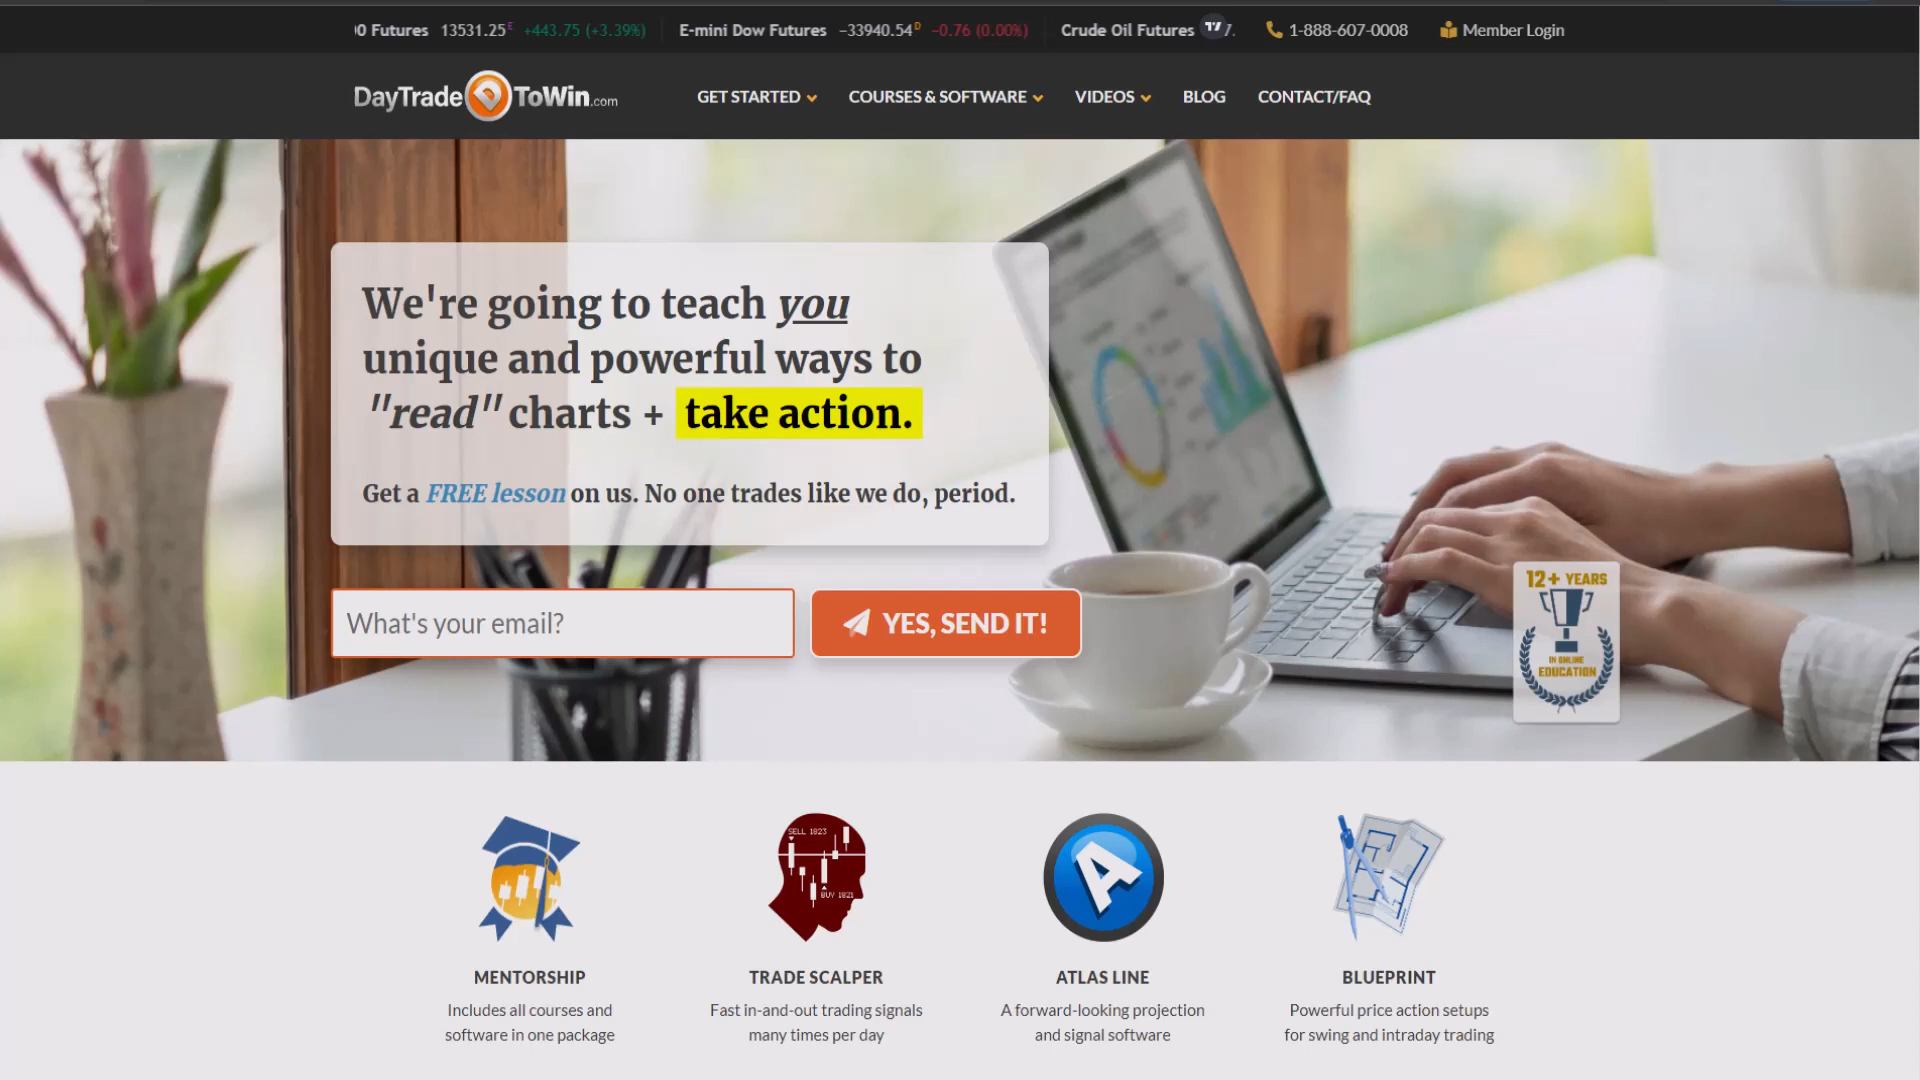 00 Futures 13531.25 E +443.75 (+3.39%) E-mini Dow Futures −33940.54 D −0.76 (0.00%) Crude Oil Futures 7.
1-888-607-0008 Member Login
DayTradeToWin.com
GET STARTED COURSES & SOFTWARE VIDEOS BLOG CONTACT/FAQ
We're going to teach you
unique and powerful ways to
"read" charts + take action.
Get a FREE lesson on us. No one trades like we do, period.
What's your email?
YES, SEND IT!
12+ YEARS
IN ONLINE
EDUCATION
SELL 1823
BUY 1821
A
MENTORSHIP
Includes all courses and
software in one package
TRADE SCALPER
Fast in-and-out trading signals
many times per day
ATLAS LINE
A forward-looking projection
and signal software
BLUEPRINT
Powerful price action setups
for swing and intraday trading